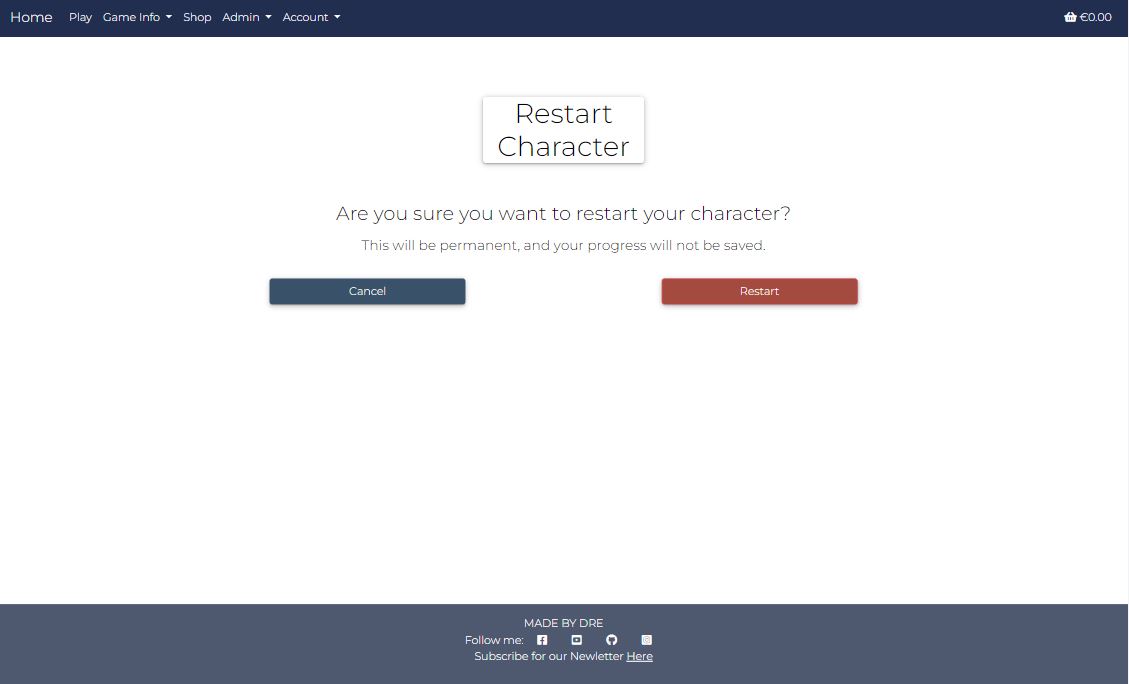 Home Play Game Info Shop Admin Account €0.00
Restart
Character
Are you sure you want to restart your character?
This will be permanent, and your progress will not be saved.
Cancel Restart
MADE BY DRE
Follow me:
Subscribe for our Newletter Here